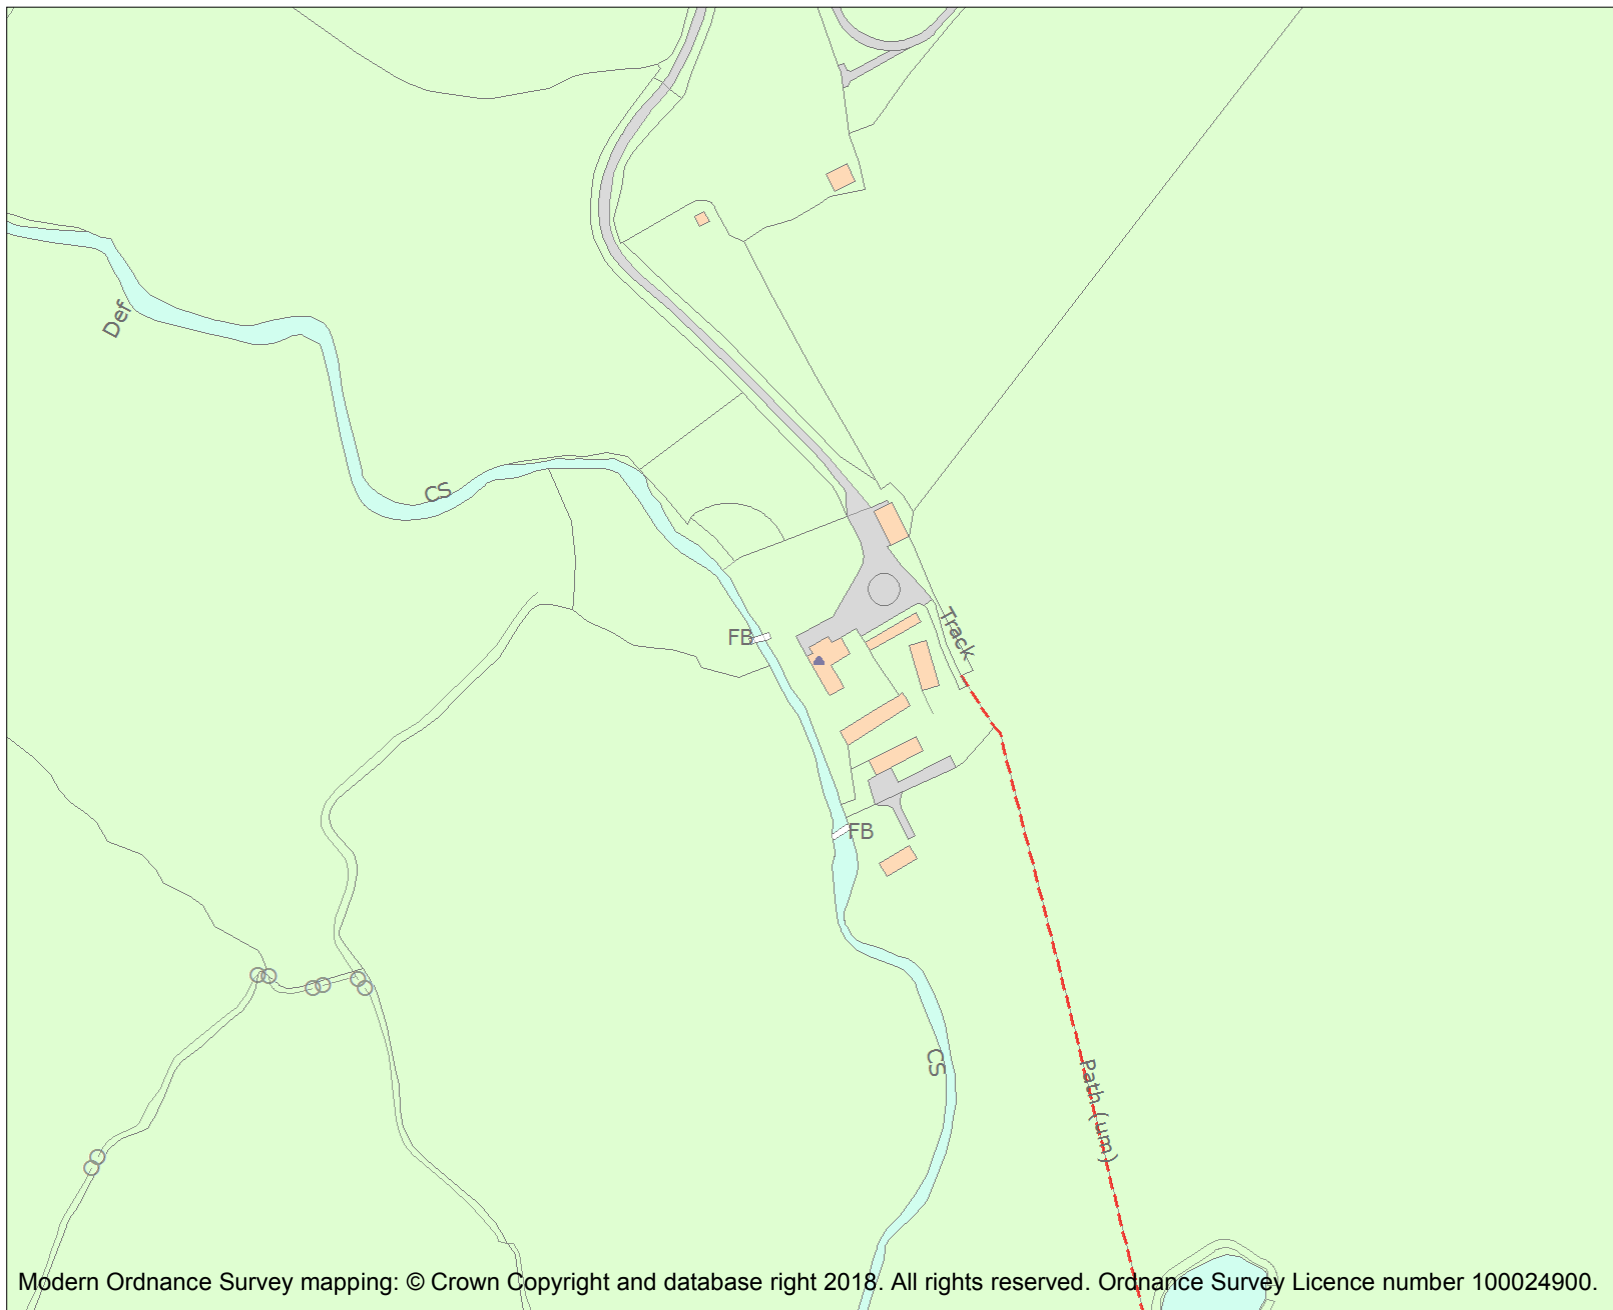 Def
CS
FB
Track
FB
CS
Path (um)
Modern Ordnance Survey mapping: © Crown Copyright and database right 2018. All rights reserved. Ordnance Survey Licence number 100024900.